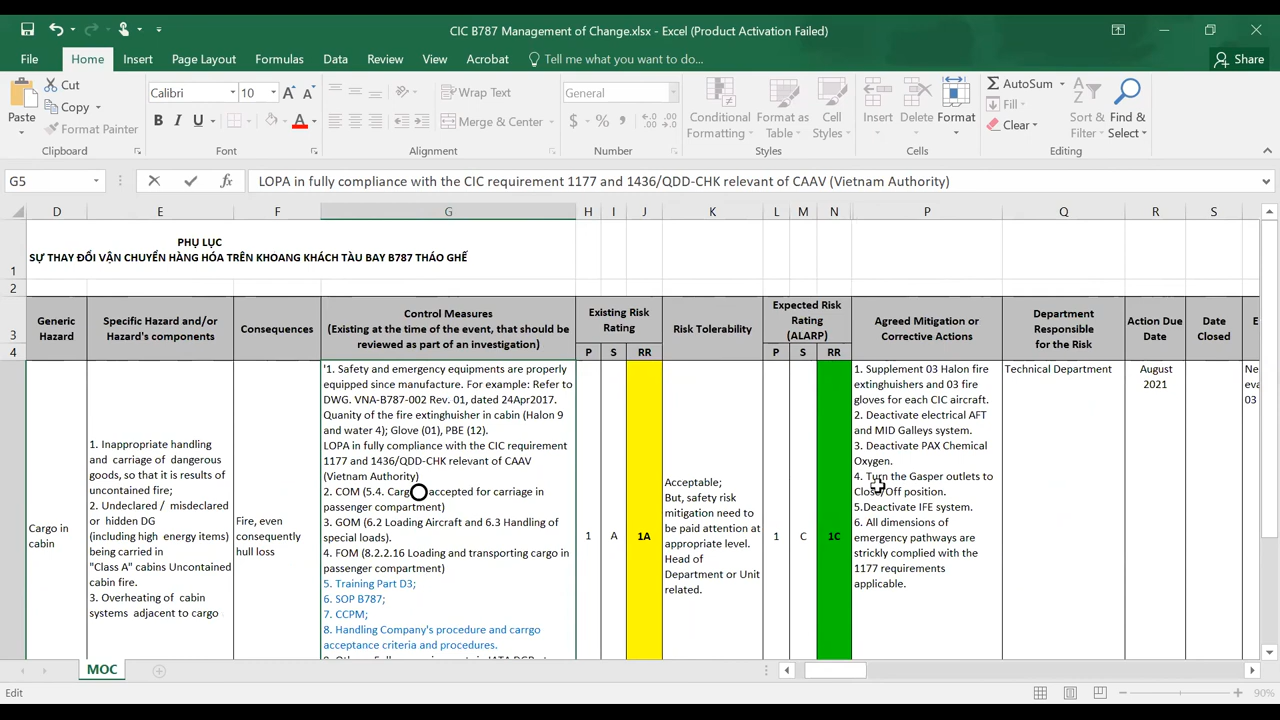 CIC B787 Management of Change.xlsx - Excel (Product Activation Failed)
File Home Insert Page Layout Formulas Data Review View Acrobat Tell me what you want to do... Share
Paste
Cut
Copy
Format Painter
Clipboard
Calibri 10
B I U
Font
Wrap Text
Merge & Center
Alignment
General
$ %
Number
Conditional Formatting
Format as Table
Cell Styles
Styles
Insert Delete Format
Cells
AutoSum
Fill
Clear
Sort & Filter
Find & Select
Editing
G5 fx LOPA in fully compliance with the CIC requirement 1177 and 1436/QDD-CHK relevant of CAAV (Vietnam Authority)
D E F G H I J K L M N P Q R S
1
PHỤ LỤC
SỰ THAY ĐỔI VẬN CHUYỂN HÀNG HÓA TRÊN KHOANG KHÁCH TÀU BAY B787 THÁO GHẾ
2
3
4
Generic
Hazard
Specific Hazard and/or
Hazard's components
Consequences
Control Measures
(Existing at the time of the event, that should be
reviewed as part of an investigation)
Existing Risk
Rating
P S RR
Risk Tolerability
Expected Risk
Rating
(ALARP)
P S RR
Agreed Mitigation or
Corrective Actions
Department
Responsible
for the Risk
Action Due
Date
Date
Closed
E
Cargo in
cabin
1. Inappropriate handling
and carriage of dangerous
goods, so that it is results of
uncontained fire;
2. Undeclared / misdeclared
or hidden DG
(including high energy items)
being carried in
"Class A" cabins Uncontained
cabin fire.
3. Overheating of cabin
systems adjacent to cargo
Fire, even
consequently
hull loss
'1. Safety and emergency equipments are properly
equipped since manufacture. For example: Refer to
DWG. VNA-B787-002 Rev. 01, dated 24Apr2017.
Quanity of the fire extinghuisher in cabin (Halon 9
and water 4); Glove (01), PBE (12).
LOPA in fully compliance with the CIC requirement
1177 and 1436/QDD-CHK relevant of CAAV
(Vietnam Authority)
2. COM (5.4. Cargo accepted for carriage in
passenger compartment)
3. GOM (6.2 Loading Aircraft and 6.3 Handling of
special loads).
4. FOM (8.2.2.16 Loading and transporting cargo in
passenger compartment)
5. Training Part D3;
6. SOP B787;
7. CCPM;
8. Handling Company's procedure and carrgo
acceptance criteria and procedures.
1 A 1A
Acceptable;
But, safety risk
mitigation need to
be paid attention at
appropriate level.
Head of
Department or Unit
related.
1 C 1C
1. Supplement 03 Halon fire
extinghuishers and 03 fire
gloves for each CIC aircraft.
2. Deactivate electrical AFT
and MID Galleys system.
3. Deactivate PAX Chemical
Oxygen.
4. Turn the Gasper outlets to
Close/Off position.
5.Deactivate IFE system.
6. All dimensions of
emergency pathways are
strickly complied with the
1177 requirements
applicable.
Technical Department
August
2021
Ne
eva
03
MOC
Edit
90%